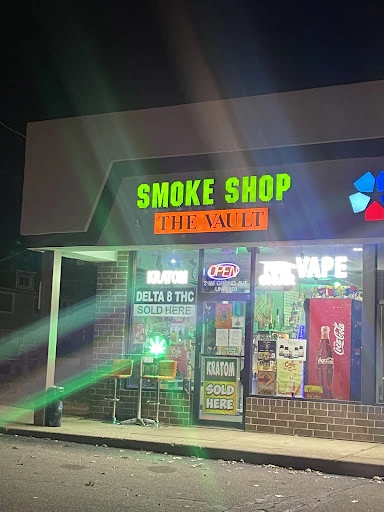 SMOKE SHOP
THE VAULT
KRATOM
OPEN
VAPE
DELTA 8 THC
SOLD HERE
KRATOM
SOLD
HERE
Coca-Cola